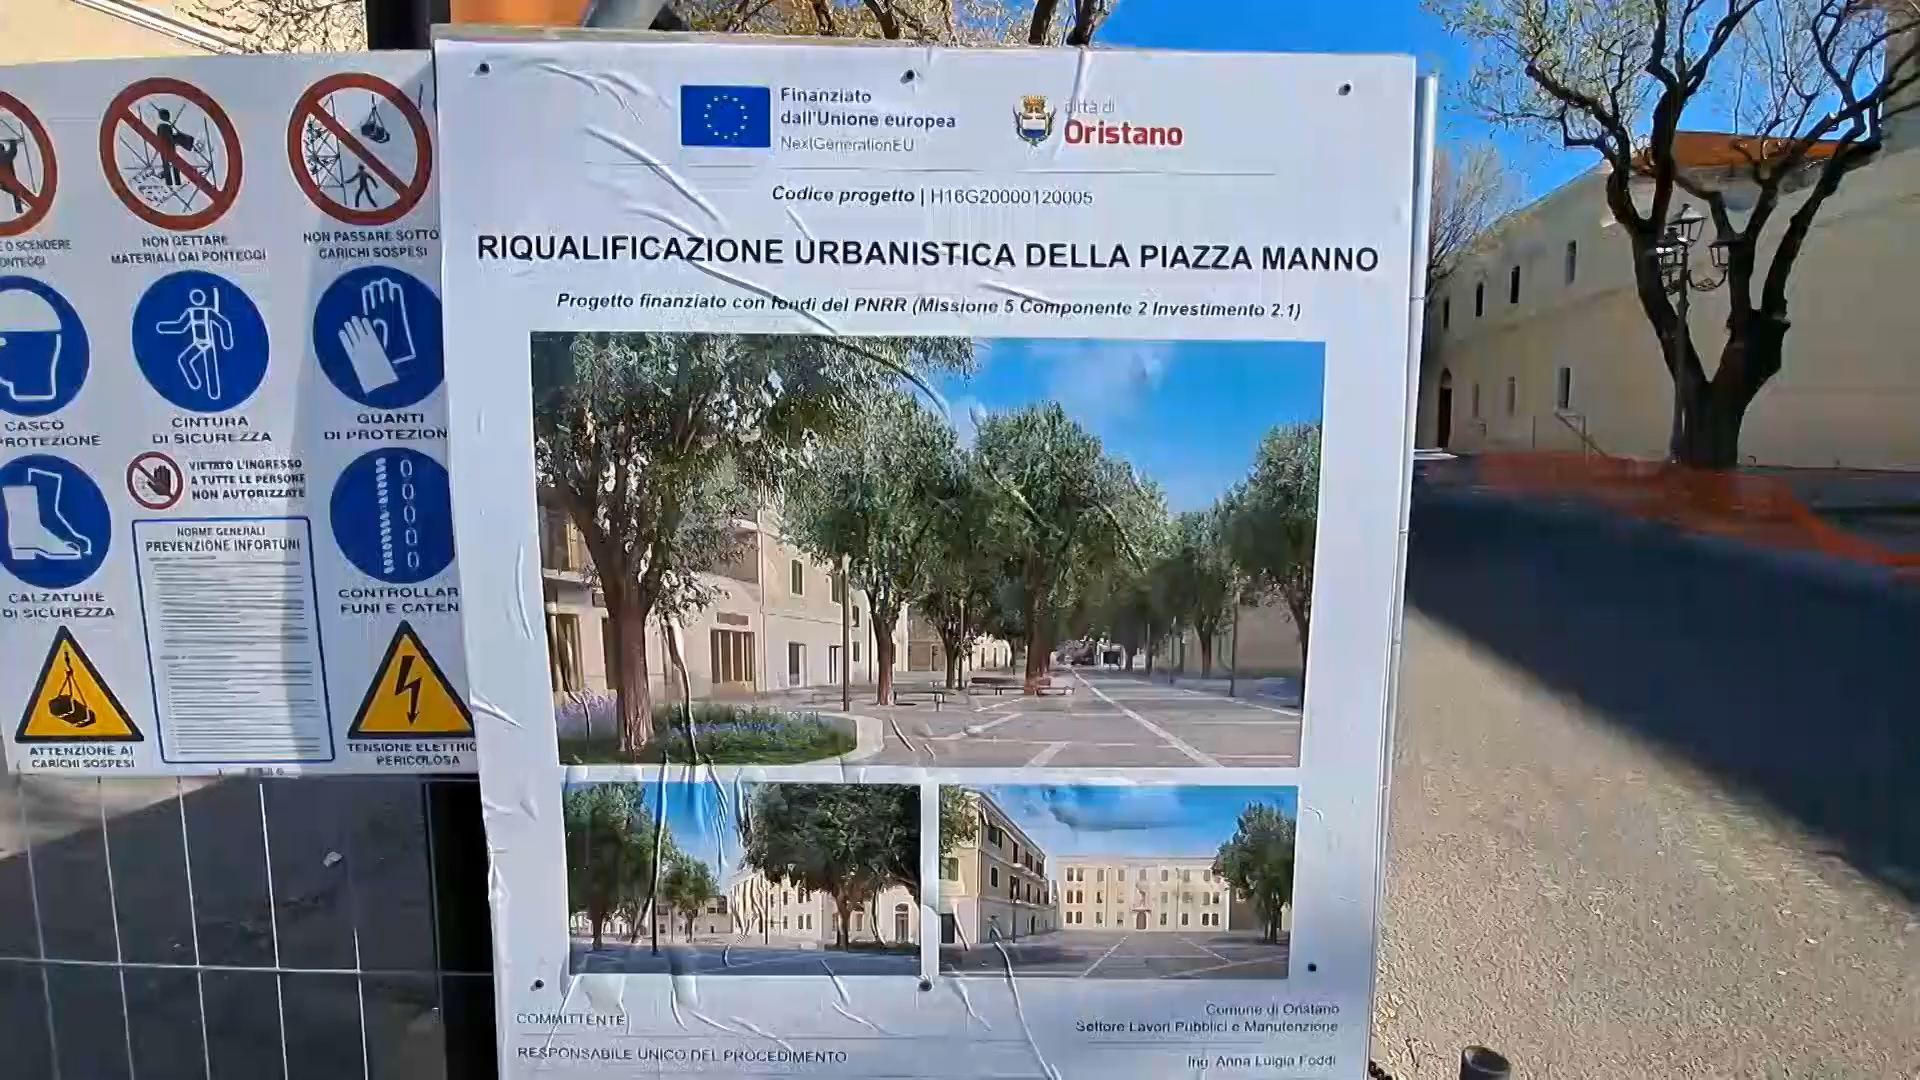 E O SCENDERE
ONTEGGI
NON GETTARE
MATERIALI DAI PONTEGGI
NON PASSARE SOTTO
CARICHI SOSPESI
CASCO
PROTEZIONE
CINTURA
DI SICUREZZA
GUANTI
DI PROTEZION
VIETATO L'INGRESSO
A TUTTE LE PERSONE
NON AUTORIZZATE
NORME GENERALI
PREVENZIONE INFORTUNI
CALZATURE
DI SICUREZZA
CONTROLLAR
FUNI E CATEN
ATTENZIONE AI
CARICHI SOSPESI
TENSIONE ELETTRIC
PERICOLOSA
Finanziato
dall'Unione europea
NextGenerationEU
città di
Oristano
Codice progetto | H16G20000120005
RIQUALIFICAZIONE URBANISTICA DELLA PIAZZA MANNO
Progetto finanziato con fondi del PNRR (Missione 5 Componente 2 Investimento 2.1)
COMMITTENTE
Comune di Oristano
Settore Lavori Pubblici e Manutenzione
RESPONSABILE UNICO DEL PROCEDIMENTO
Ing. Anna Luigia Foddi